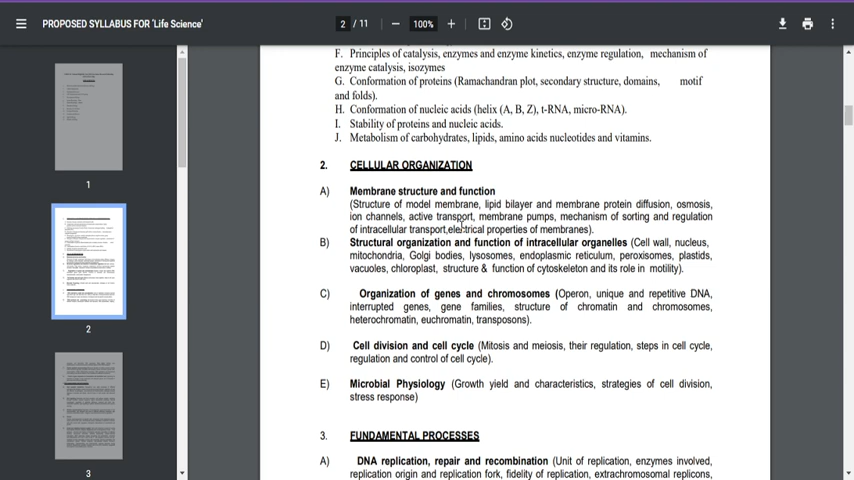 PROPOSED SYLLABUS FOR 'Life Science'
2 / 11
100%
1
2
3
F. Principles of catalysis, enzymes and enzyme kinetics, enzyme regulation, mechanism of
enzyme catalysis, isozymes
G. Conformation of proteins (Ramachandran plot, secondary structure, domains, motif
and folds).
H. Conformation of nucleic acids (helix (A, B, Z), t-RNA, micro-RNA).
I. Stability of proteins and nucleic acids.
J. Metabolism of carbohydrates, lipids, amino acids nucleotides and vitamins.
2. CELLULAR ORGANIZATION
A) Membrane structure and function
(Structure of model membrane, lipid bilayer and membrane protein diffusion, osmosis,
ion channels, active transport, membrane pumps, mechanism of sorting and regulation
of intracellular transport,electrical properties of membranes).
B) Structural organization and function of intracellular organelles (Cell wall, nucleus,
mitochondria, Golgi bodies, lysosomes, endoplasmic reticulum, peroxisomes, plastids,
vacuoles, chloroplast, structure & function of cytoskeleton and its role in motility).
C) Organization of genes and chromosomes (Operon, unique and repetitive DNA,
interrupted genes, gene families, structure of chromatin and chromosomes,
heterochromatin, euchromatin, transposons).
D) Cell division and cell cycle (Mitosis and meiosis, their regulation, steps in cell cycle,
regulation and control of cell cycle).
E) Microbial Physiology (Growth yield and characteristics, strategies of cell division,
stress response)
3. FUNDAMENTAL PROCESSES
A) DNA replication, repair and recombination (Unit of replication, enzymes involved,
replication origin and replication fork, fidelity of replication, extrachromosomal replicons,